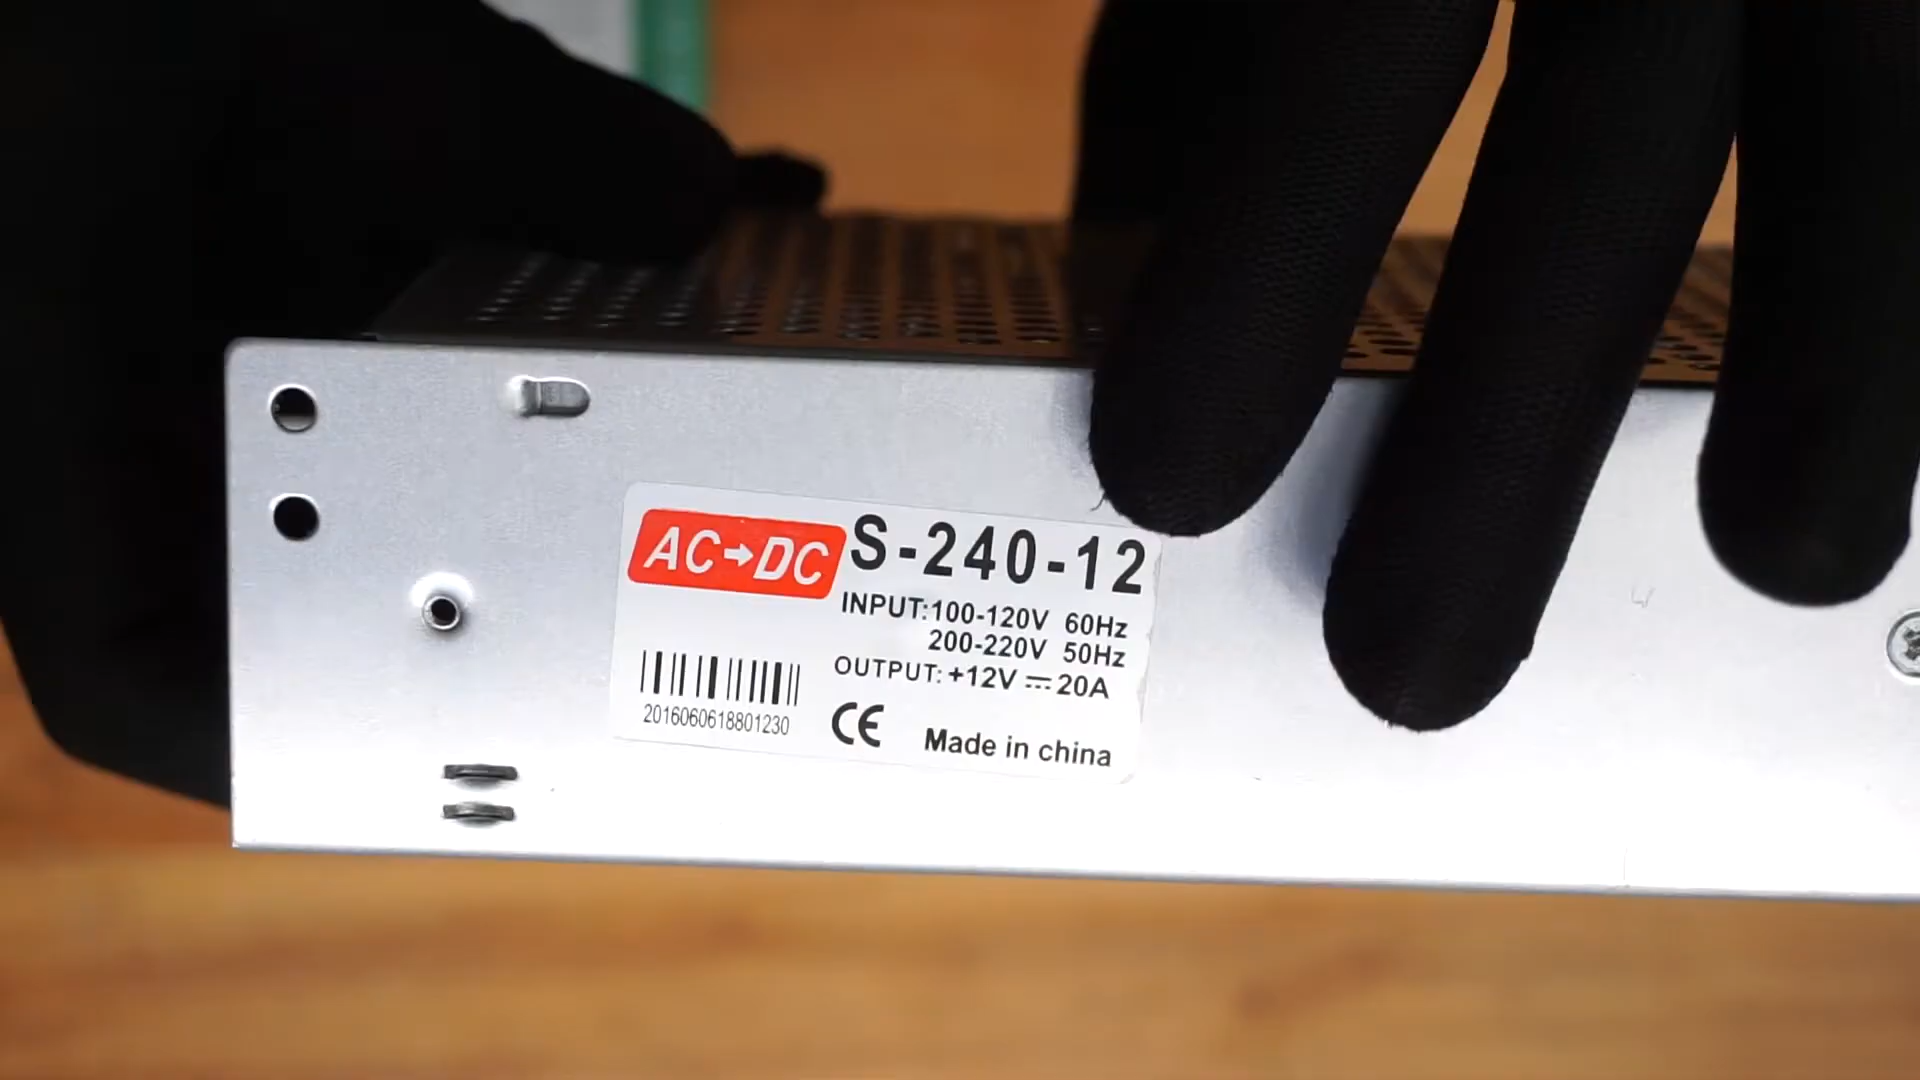 AC→DC S-240-12
INPUT:100-120V 60Hz
200-220V 50Hz
OUTPUT: +12V ⎓ 20A
2016060618801230
CE Made in china